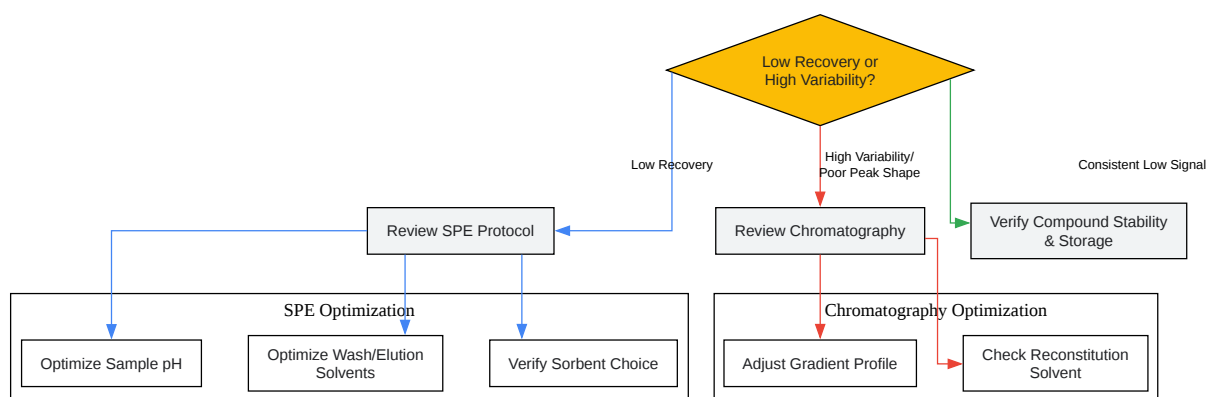 Low Recovery or
High Variability?
Low Recovery
High Variability/
Poor Peak Shape
Consistent Low Signal
Review SPE Protocol
Review Chromatography
Verify Compound Stability
& Storage
SPE Optimization
Chromatography Optimization
Optimize Sample pH
Optimize Wash/Elution
Solvents
Verify Sorbent Choice
Adjust Gradient Profile
Check Reconstitution
Solvent